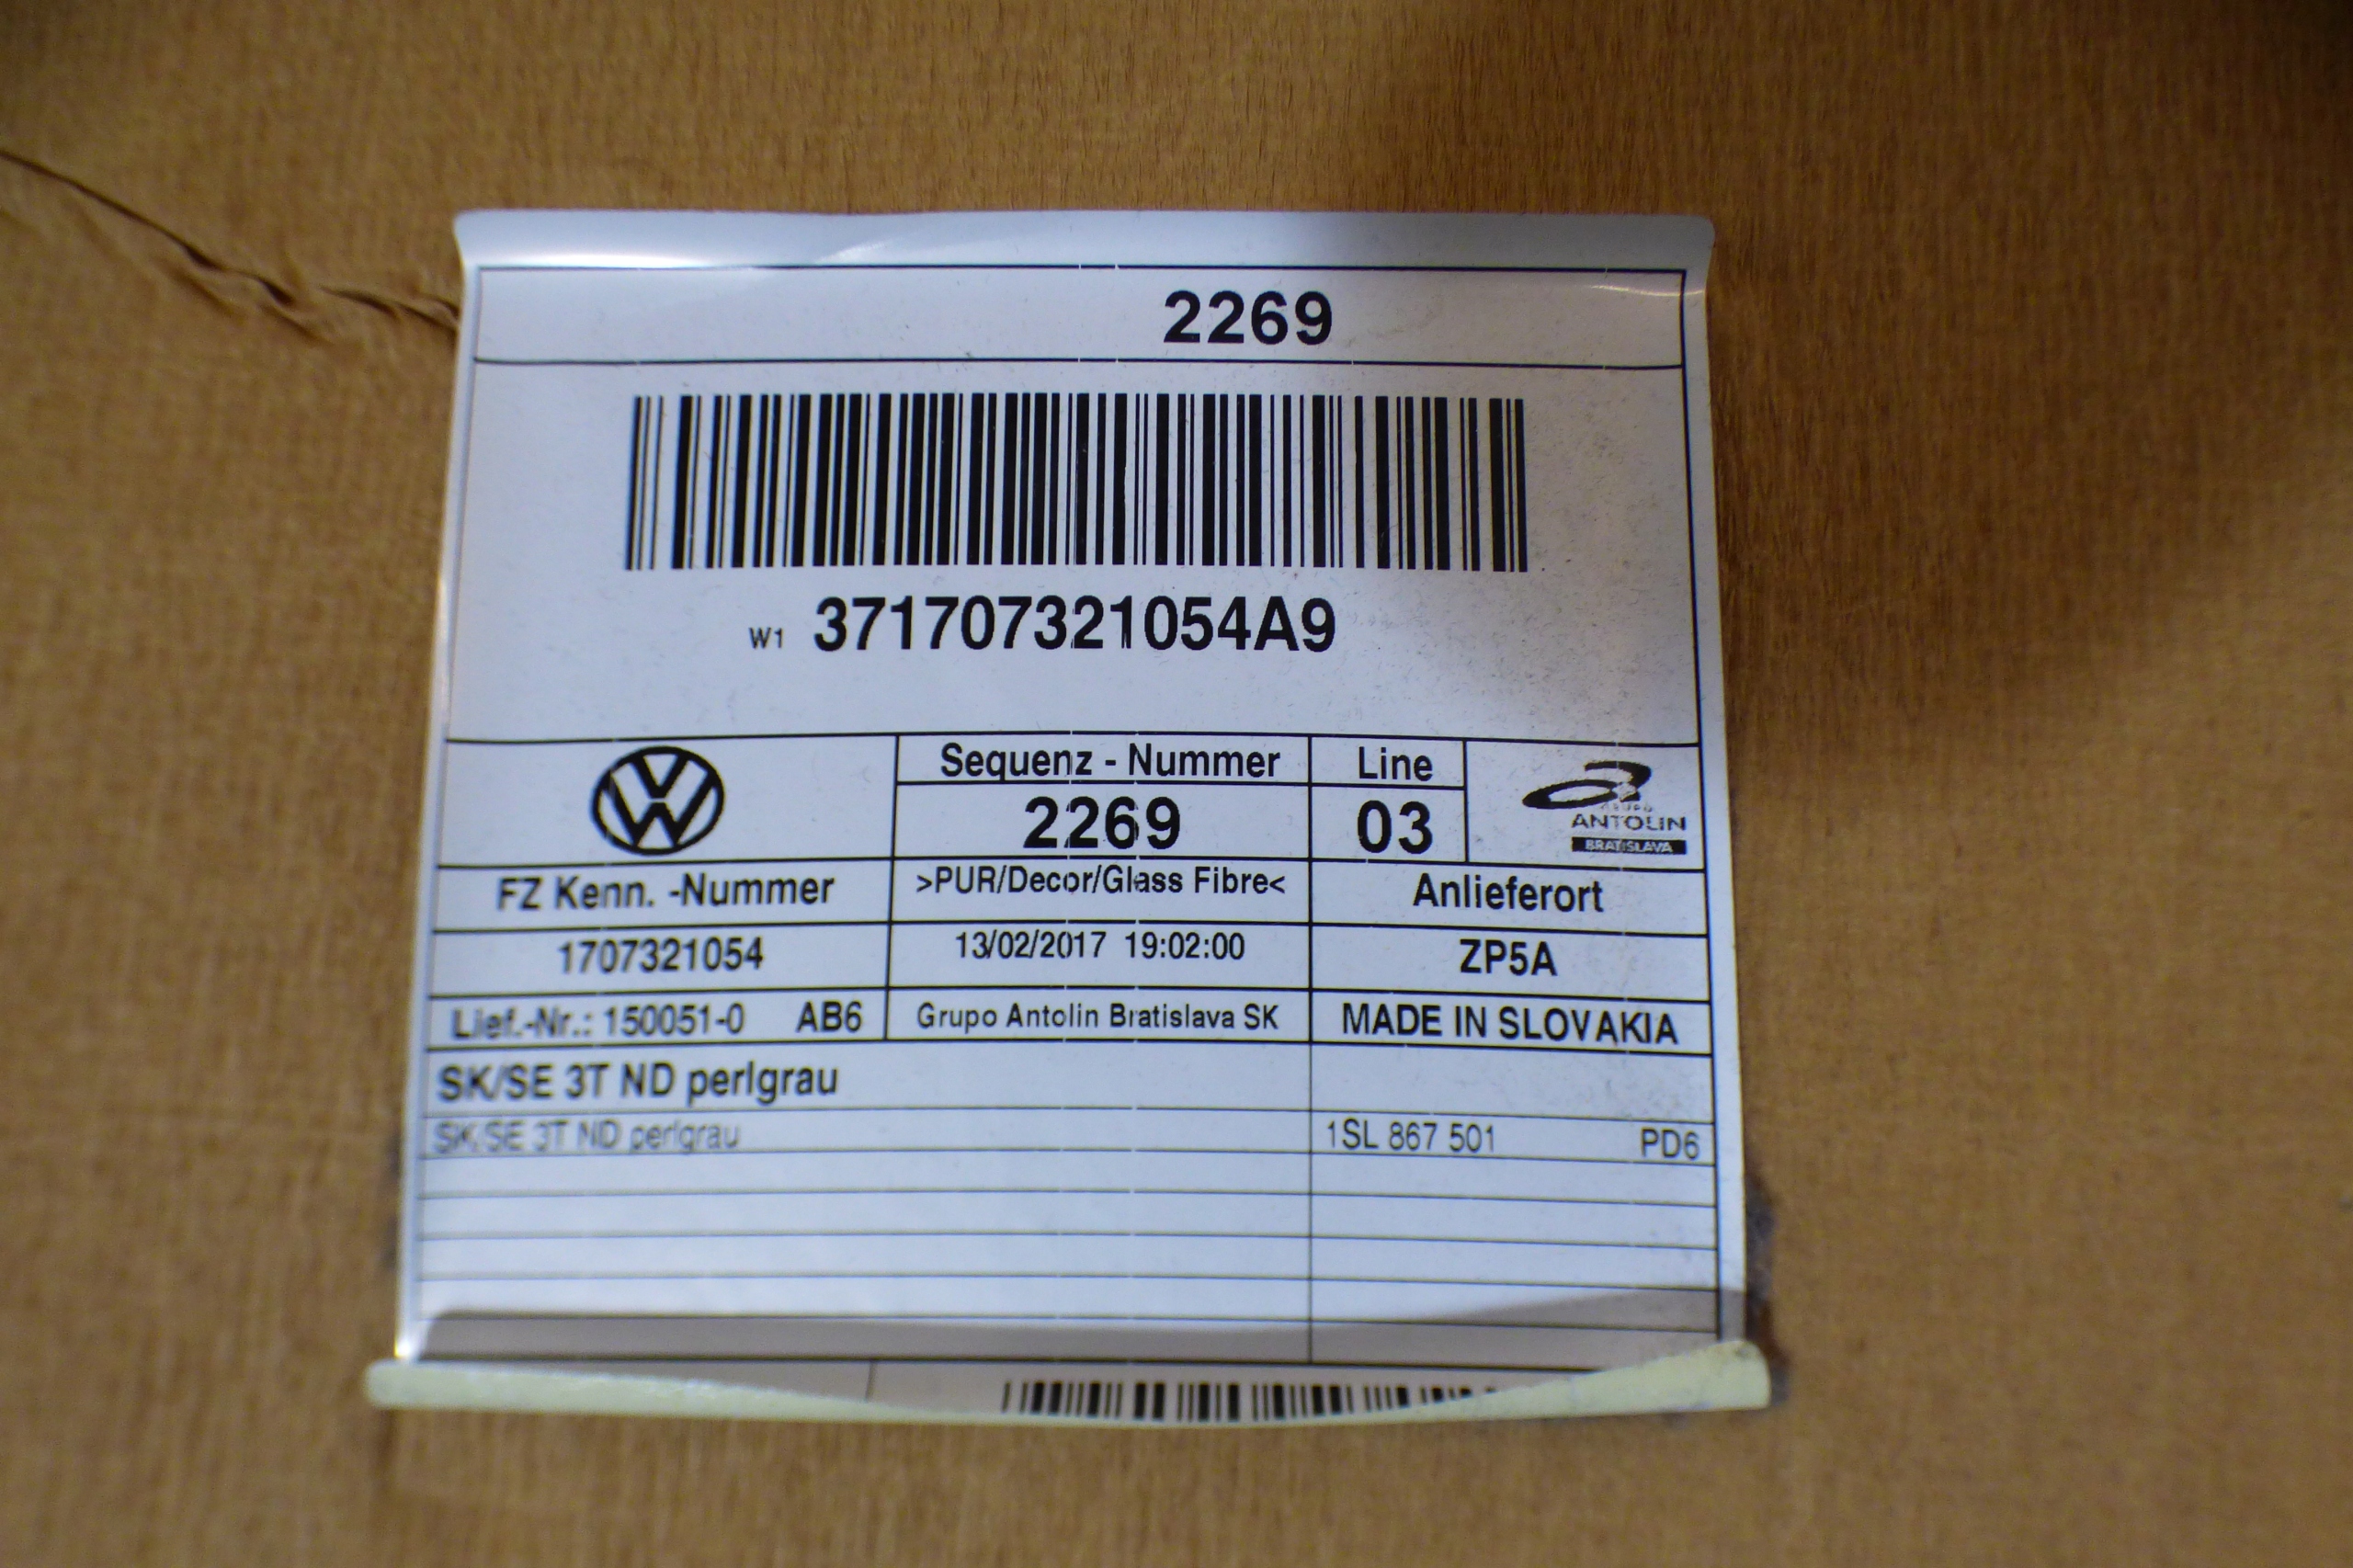 2269
W1 371707321054A9
Sequenz - Nummer Line
2269 03
GRUPO
ANTOLIN
BRATISLAVA
FZ Kenn. -Nummer >PUR/Decor/Glass Fibre< Anlieferort
1707321054 13/02/2017 19:02:00 ZP5A
Lief.-Nr.: 150051-0 AB6 Grupo Antolin Bratislava SK MADE IN SLOVAKIA
SK/SE 3T ND perlgrau
SK/SE 3T ND perlgrau 1SL 867 501 PD6